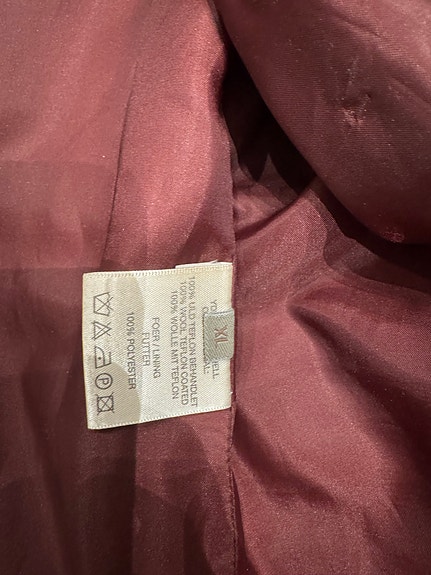 XL
100% ULD TEFLON BEHANDLET
100% WOOL TEFLON COATED
100% WOLLE MIT TEFLON
FOER / LINING
FUTTER
100% POLYESTER